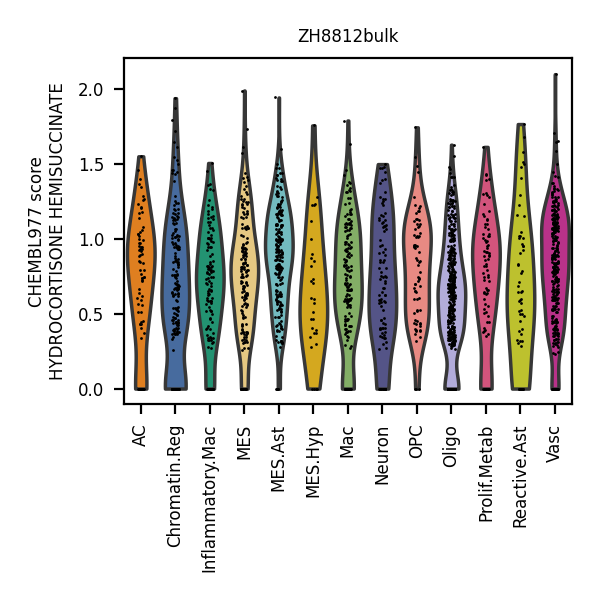 ZH8812bulk
CHEMBL977 score
HYDROCORTISONE HEMISUCCINATE
2.0
1.5
1.0
0.5
0.0
AC
Chromatin.Reg
Inflammatory.Mac
MES
MES.Ast
MES.Hyp
Mac
Neuron
OPC
Oligo
Prolif.Metab
Reactive.Ast
Vasc